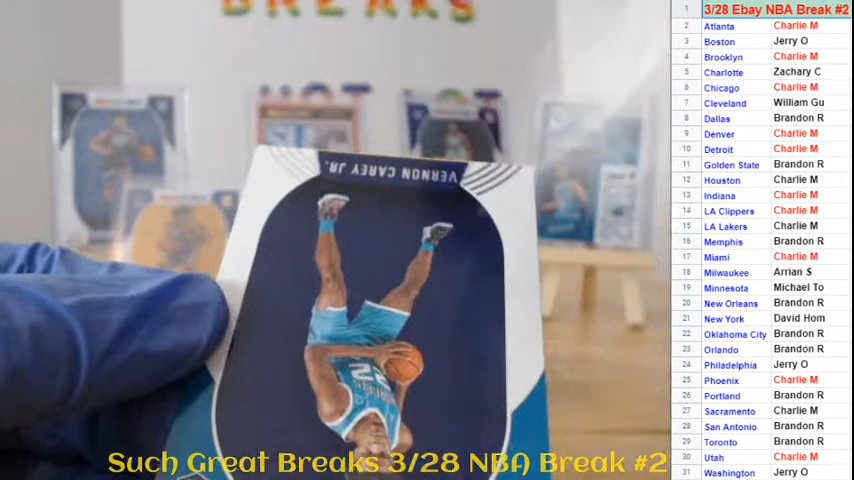 BREAKS
VERNON CAREY JR.
22
Such Great Breaks 3/28 NBA Break #2
1 3/28 Ebay NBA Break #2
2 Atlanta Charlie M
3 Boston Jerry O
4 Brooklyn Charlie M
5 Charlotte Zachary C
6 Chicago Charlie M
7 Cleveland William Gu
8 Dallas Brandon R
9 Denver Charlie M
10 Detroit Charlie M
11 Golden State Brandon R
12 Houston Charlie M
13 Indiana Charlie M
14 LA Clippers Charlie M
15 LA Lakers Charlie M
16 Memphis Brandon R
17 Miami Charlie M
18 Milwaukee Arrian S
19 Minnesota Michael To
20 New Orleans Brandon R
21 New York David Hom
22 Oklahoma City Brandon R
23 Orlando Brandon R
24 Philadelphia Jerry O
25 Phoenix Charlie M
26 Portland Brandon R
27 Sacramento Charlie M
28 San Antonio Brandon R
29 Toronto Brandon R
30 Utah Charlie M
31 Washington Jerry O